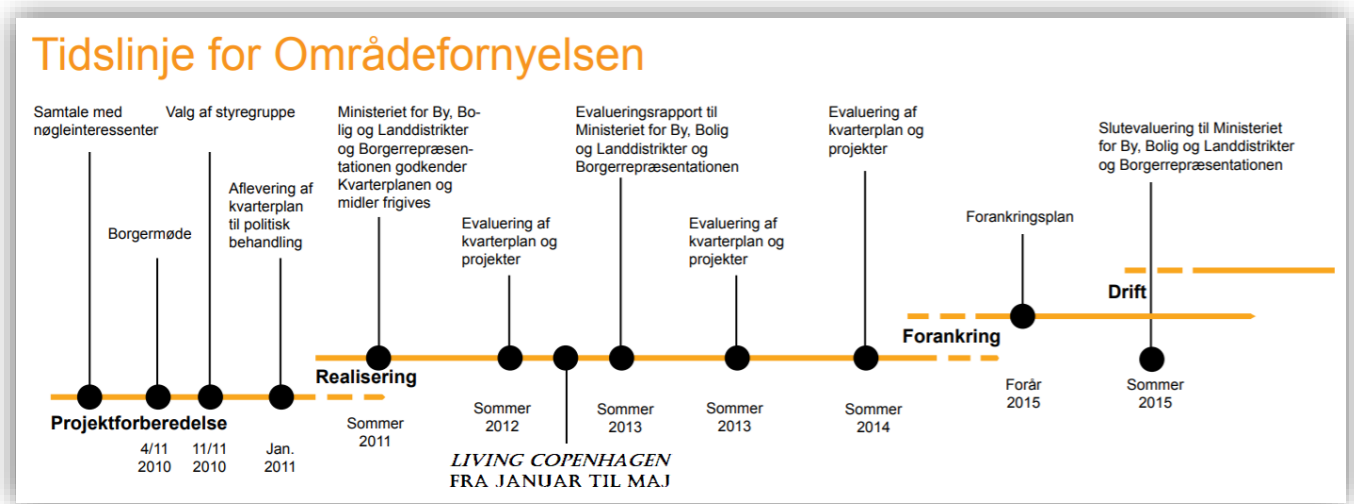 Tidslinje for Områdefornyelsen
Samtale med
nøgleinteressenter
Valg af styregruppe
Ministeriet for By, Bo-
lig og Landdistrikter
og Borgerrepræsen-
tationen godkender
Kvarterplanen og
midler frigives
Evalueringsrapport til
Ministeriet for By, Bolig
og Landdistrikter og
Borgerrepræsentationen
Evaluering af
kvarterplan og
projekter
Slutevaluering til Ministeriet
for By, Bolig og Landdistrikter
og Borgerrepræsentationen
Borgermøde
Aflevering af
kvarterplan
til politisk
behandling
Evaluering af
kvarterplan og
projekter
Evaluering af
kvarterplan og
projekter
Forankringsplan
Drift
Forankring
Realisering
Projektforberedelse
4/11
2010
11/11
2010
Jan.
2011
Sommer
2011
Sommer
2012
Sommer
2013
Sommer
2013
Sommer
2014
Forår
2015
Sommer
2015
LIVING COPENHAGEN
FRA JANUAR TIL MAJ